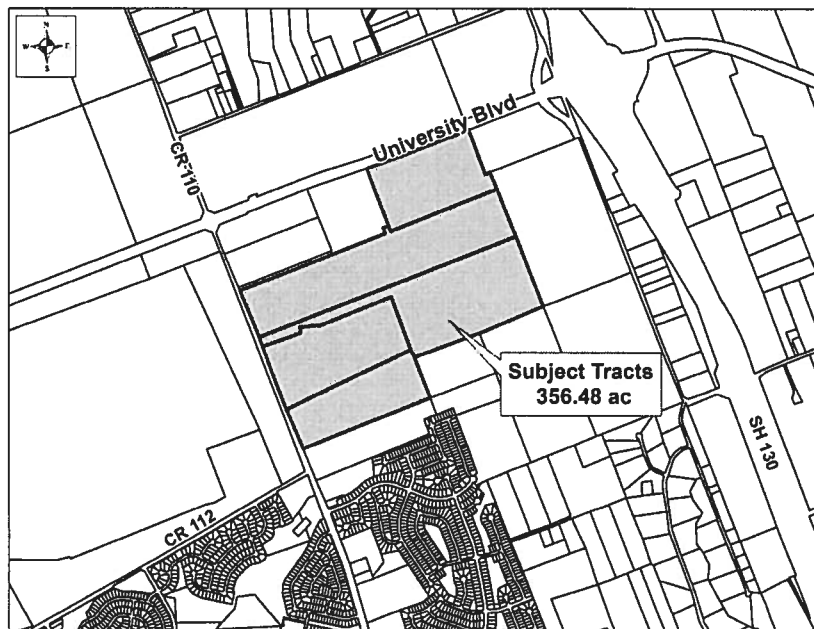 N
W E
S
University Blvd
CR 110
Subject Tracts
356.48 ac
SH 130
CR 112